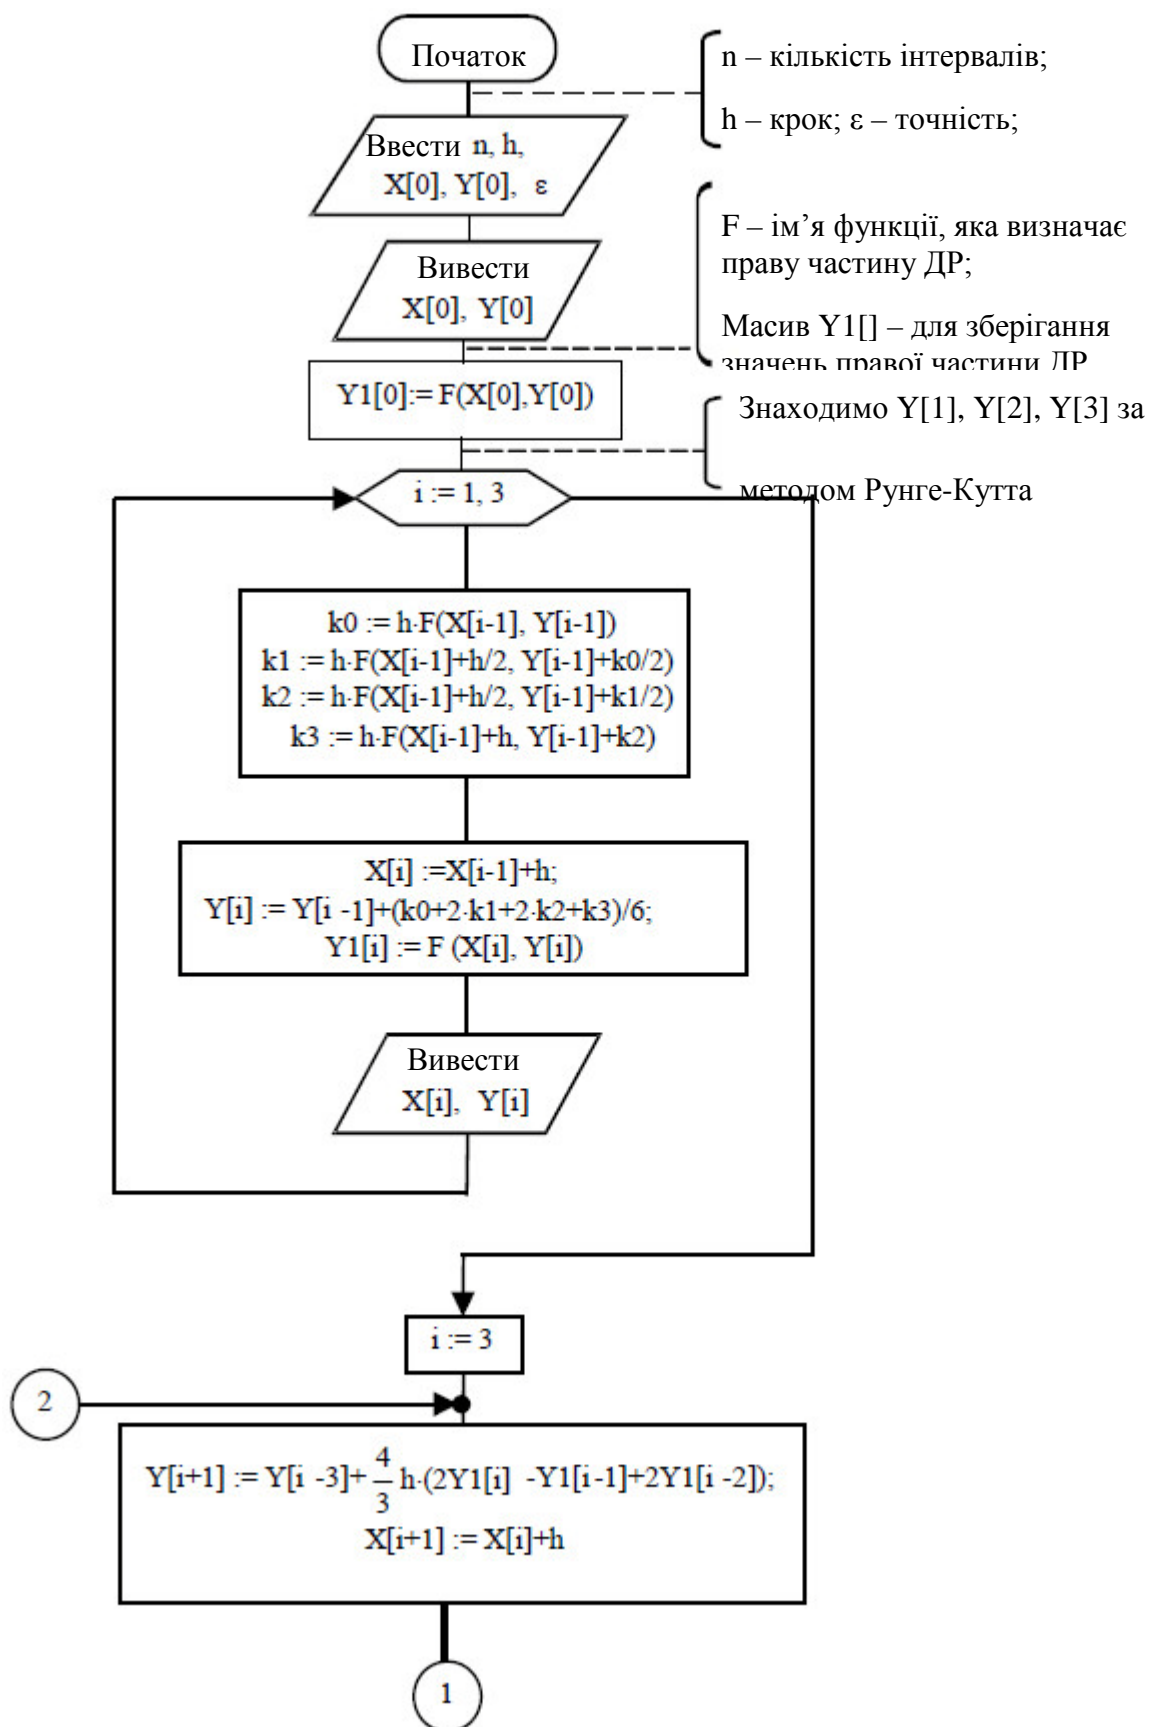 Початок
n – кількість інтервалів;
h – крок; ε – точність;
Ввести n, h,
X[0], Y[0], ε
Вивести
X[0], Y[0]
F – ім’я функції, яка визначає
праву частину ДР;
Масив Y1[] – для зберігання
значень правої частини ДР
Y1[0]:= F(X[0],Y[0])
Знаходимо Y[1], Y[2], Y[3] за
методом Рунге-Кутта
i := 1, 3
k0 := h·F(X[i-1], Y[i-1])
k1 := h·F(X[i-1]+h/2, Y[i-1]+k0/2)
k2 := h·F(X[i-1]+h/2, Y[i-1]+k1/2)
k3 := h·F(X[i-1]+h, Y[i-1]+k2)
X[i] :=X[i-1]+h;
Y[i] := Y[i -1]+(k0+2·k1+2·k2+k3)/6;
Y1[i] := F (X[i], Y[i])
Вивести
X[i], Y[i]
i := 3
2
Y[i+1] := Y[i -3]+ 4/3 h·(2Y1[i] -Y1[i-1]+2Y1[i -2]);
X[i+1] := X[i]+h
1